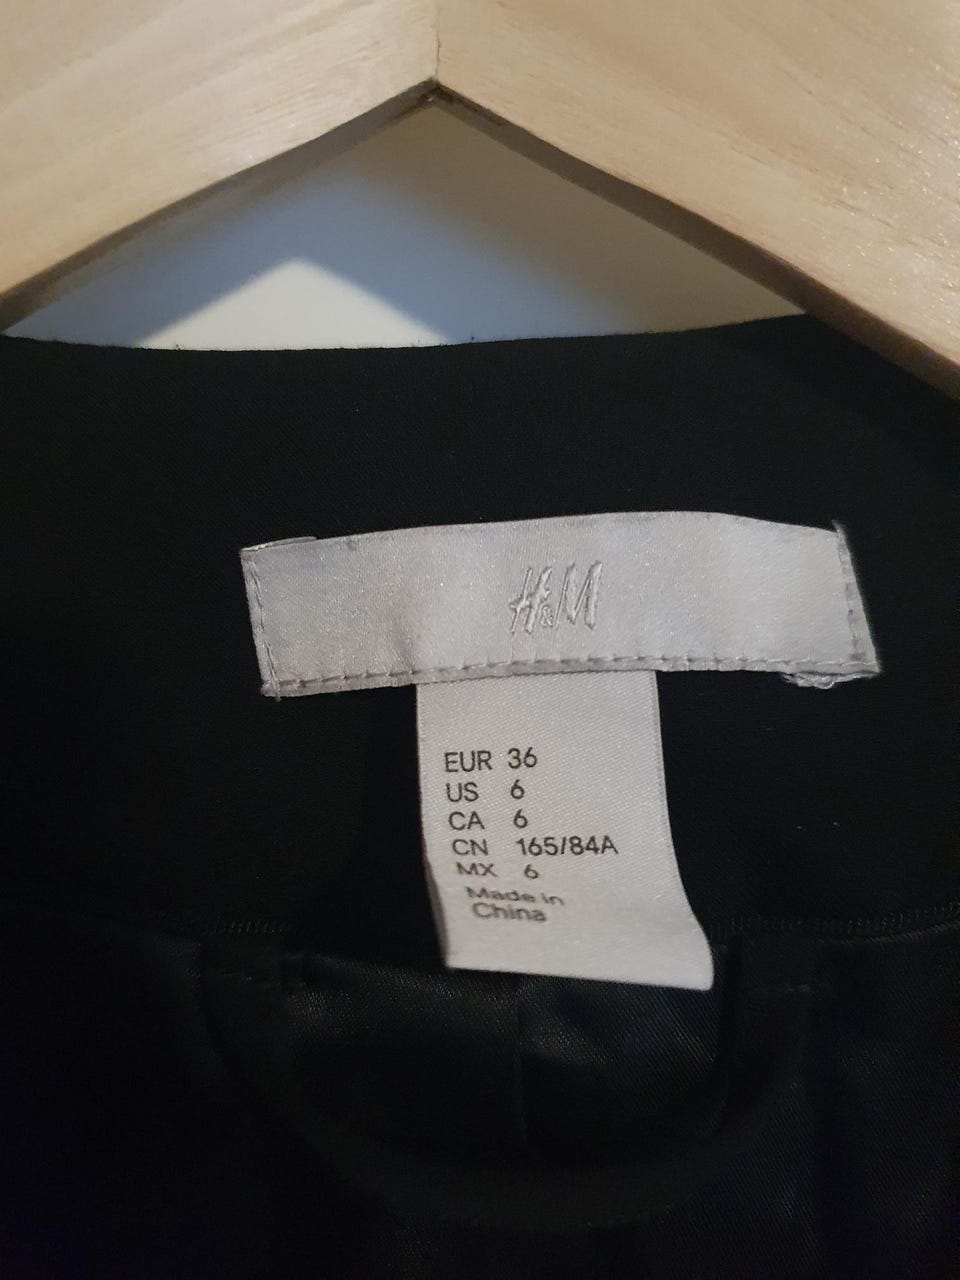 H&M
EUR 36
US 6
CA 6
CN 165/84A
MX 6
Made in
China